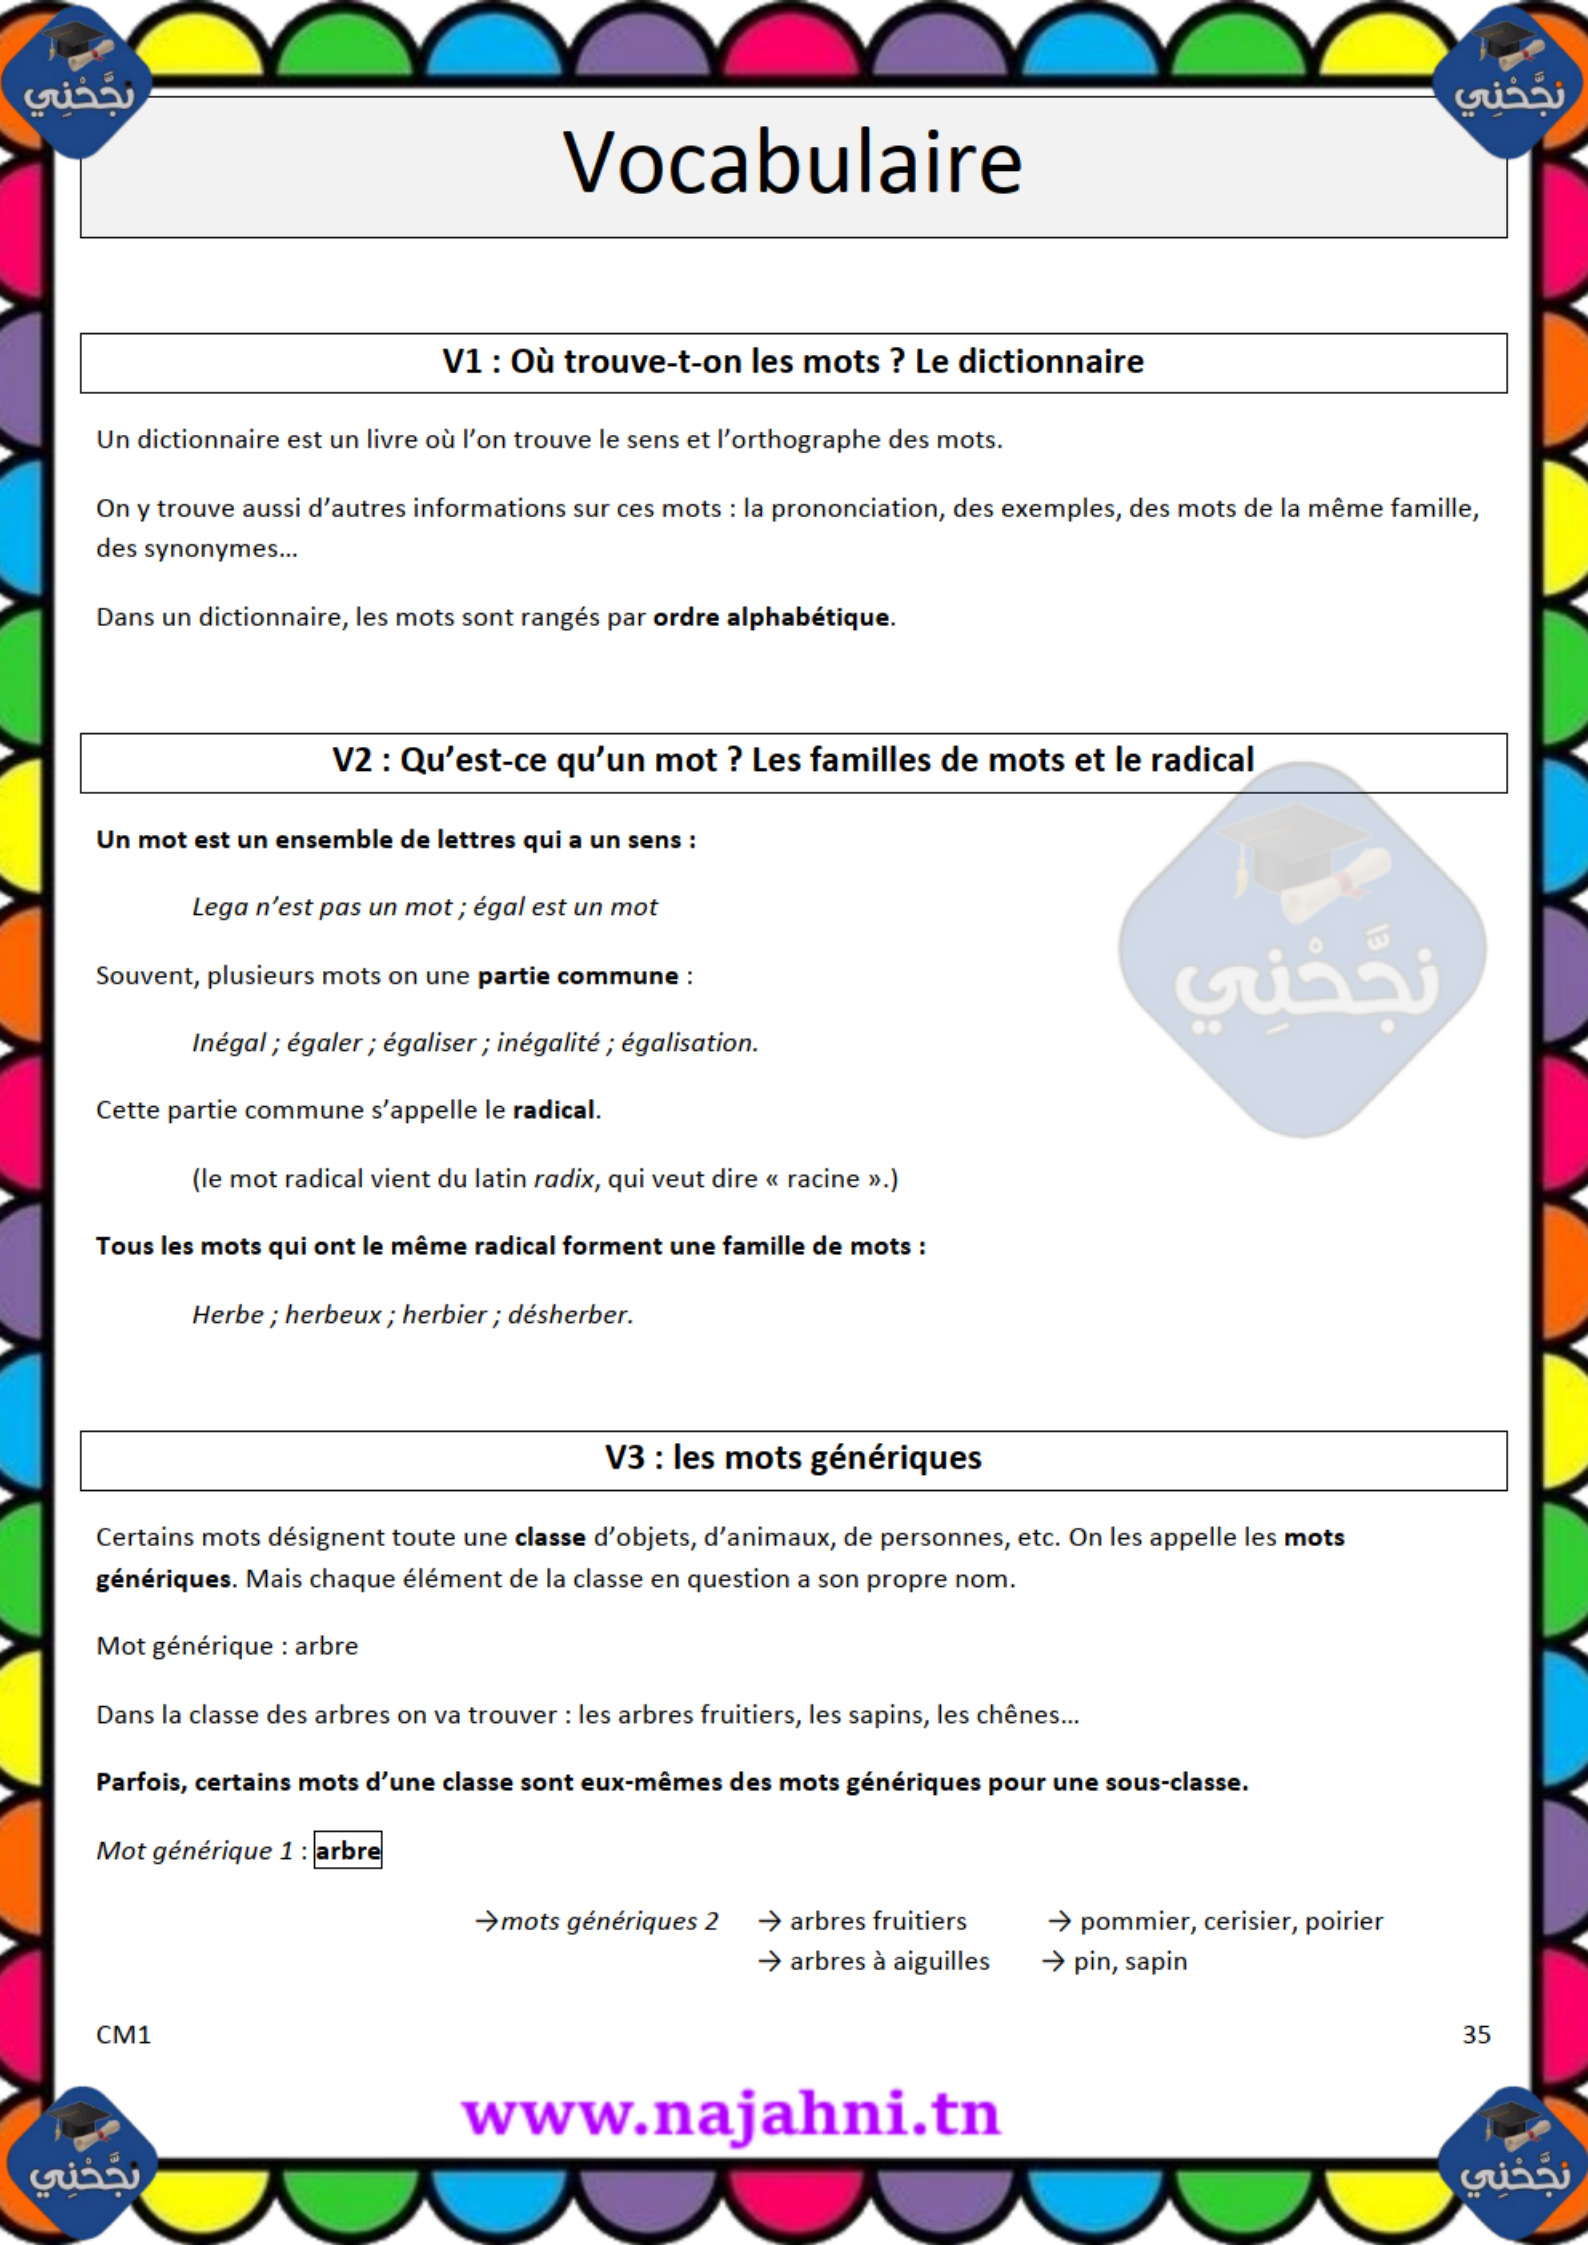 نجَّحْنِي
نجَّحْنِي
Vocabulaire
V1 : Où trouve-t-on les mots ? Le dictionnaire
Un dictionnaire est un livre où l’on trouve le sens et l’orthographe des mots.
On y trouve aussi d’autres informations sur ces mots : la prononciation, des exemples, des mots de la même famille,
des synonymes…
Dans un dictionnaire, les mots sont rangés par ordre alphabétique.
V2 : Qu’est-ce qu’un mot ? Les familles de mots et le radical
Un mot est un ensemble de lettres qui a un sens :
Lega n’est pas un mot ; égal est un mot
نجَّحْنِي
Souvent, plusieurs mots on une partie commune :
Inégal ; égaler ; égaliser ; inégalité ; égalisation.
Cette partie commune s’appelle le radical.
(le mot radical vient du latin radix, qui veut dire « racine ».)
Tous les mots qui ont le même radical forment une famille de mots :
Herbe ; herbeux ; herbier ; désherber.
V3 : les mots génériques
Certains mots désignent toute une classe d’objets, d’animaux, de personnes, etc. On les appelle les mots
génériques. Mais chaque élément de la classe en question a son propre nom.
Mot générique : arbre
Dans la classe des arbres on va trouver : les arbres fruitiers, les sapins, les chênes…
Parfois, certains mots d’une classe sont eux-mêmes des mots génériques pour une sous-classe.
Mot générique 1 : arbre
→mots génériques 2 → arbres fruitiers → pommier, cerisier, poirier
→ arbres à aiguilles → pin, sapin
CM1 35
www.najahni.tn
نجَّحْنِي
نجَّحْنِي